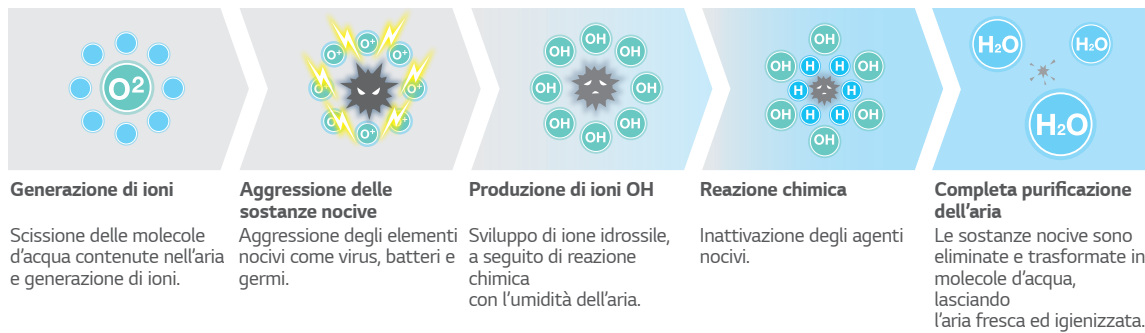 O²
O⁺
O⁺
O⁺
O⁺
O⁺
O⁺
O⁺
O⁺
OH
OH
OH
OH
OH
OH
OH
OH
OH
OH
H
H
OH
H
H
OH
H
H
OH
OH
H₂O
H₂O
H₂O
Generazione di ioni
Scissione delle molecole
d'acqua contenute nell'aria
e generazione di ioni.
Aggressione delle
sostanze nocive
Aggressione degli elementi
nocivi come virus, batteri e
germi.
Produzione di ioni OH
Sviluppo di ione idrossile,
a seguito di reazione
chimica
con l'umidità dell'aria.
Reazione chimica
Inattivazione degli agenti
nocivi.
Completa purificazione
dell'aria
Le sostanze nocive sono
eliminate e trasformate in
molecole d'acqua,
lasciando
l'aria fresca ed igienizzata.